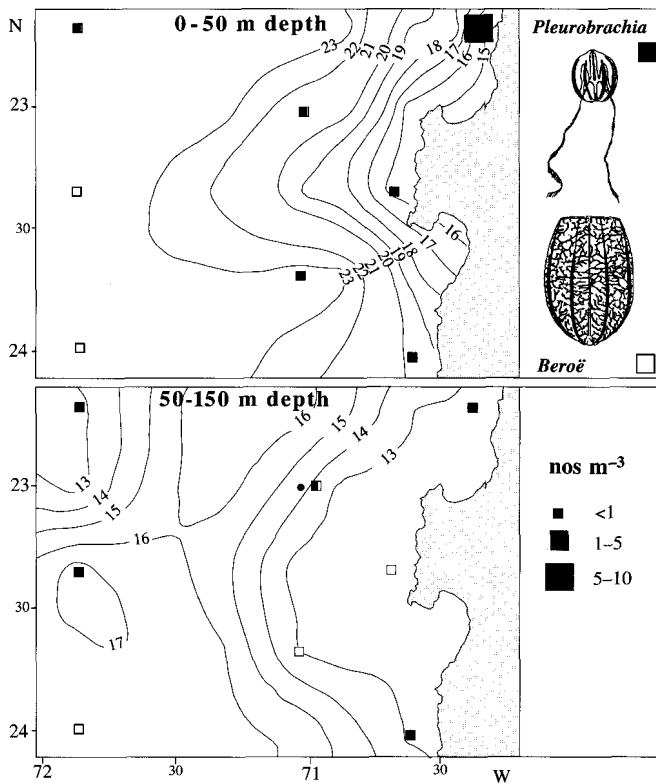 N
0-50 m depth
23 22 21 20 19 18 17 16 15
23
30
16
17
18
19
20
21
22
23
24
Pleurobrachia
Beroë
50-150 m depth
16 15 14 13
13
14
15
16
17
23
30
24
72 30 71 30 W
nos m⁻³
<1
1–5
5–10